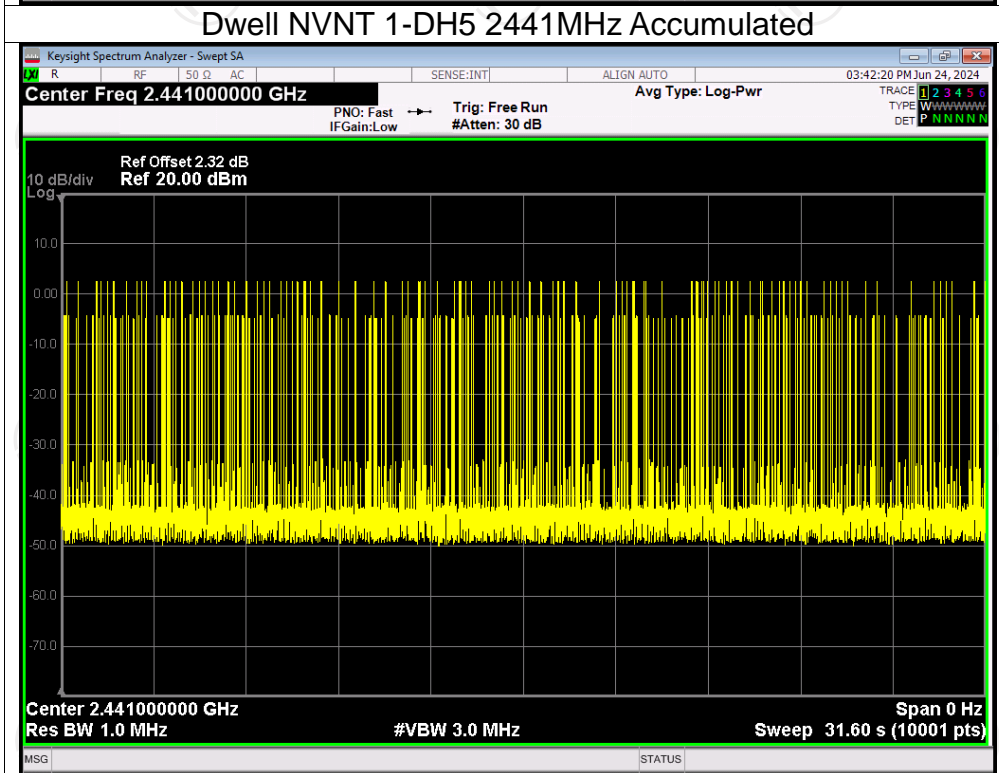 Dwell NVNT 1-DH5 2441MHz Accumulated
Keysight Spectrum Analyzer - Swept SA
LXI R RF 50 Ω AC SENSE:INT ALIGN AUTO 03:42:20 PM Jun 24, 2024
Center Freq 2.441000000 GHz Avg Type: Log-Pwr TRACE 1 2 3 4 5 6
PNO: Fast Trig: Free Run TYPE WWWWWW
IFGain:Low #Atten: 30 dB DET P N N N N N
Ref Offset 2.32 dB
10 dB/div Ref 20.00 dBm
Log
10.0
0.00
-10.0
-20.0
-30.0
-40.0
-50.0
-60.0
-70.0
Center 2.441000000 GHz Span 0 Hz
Res BW 1.0 MHz #VBW 3.0 MHz Sweep 31.60 s (10001 pts)
MSG STATUS